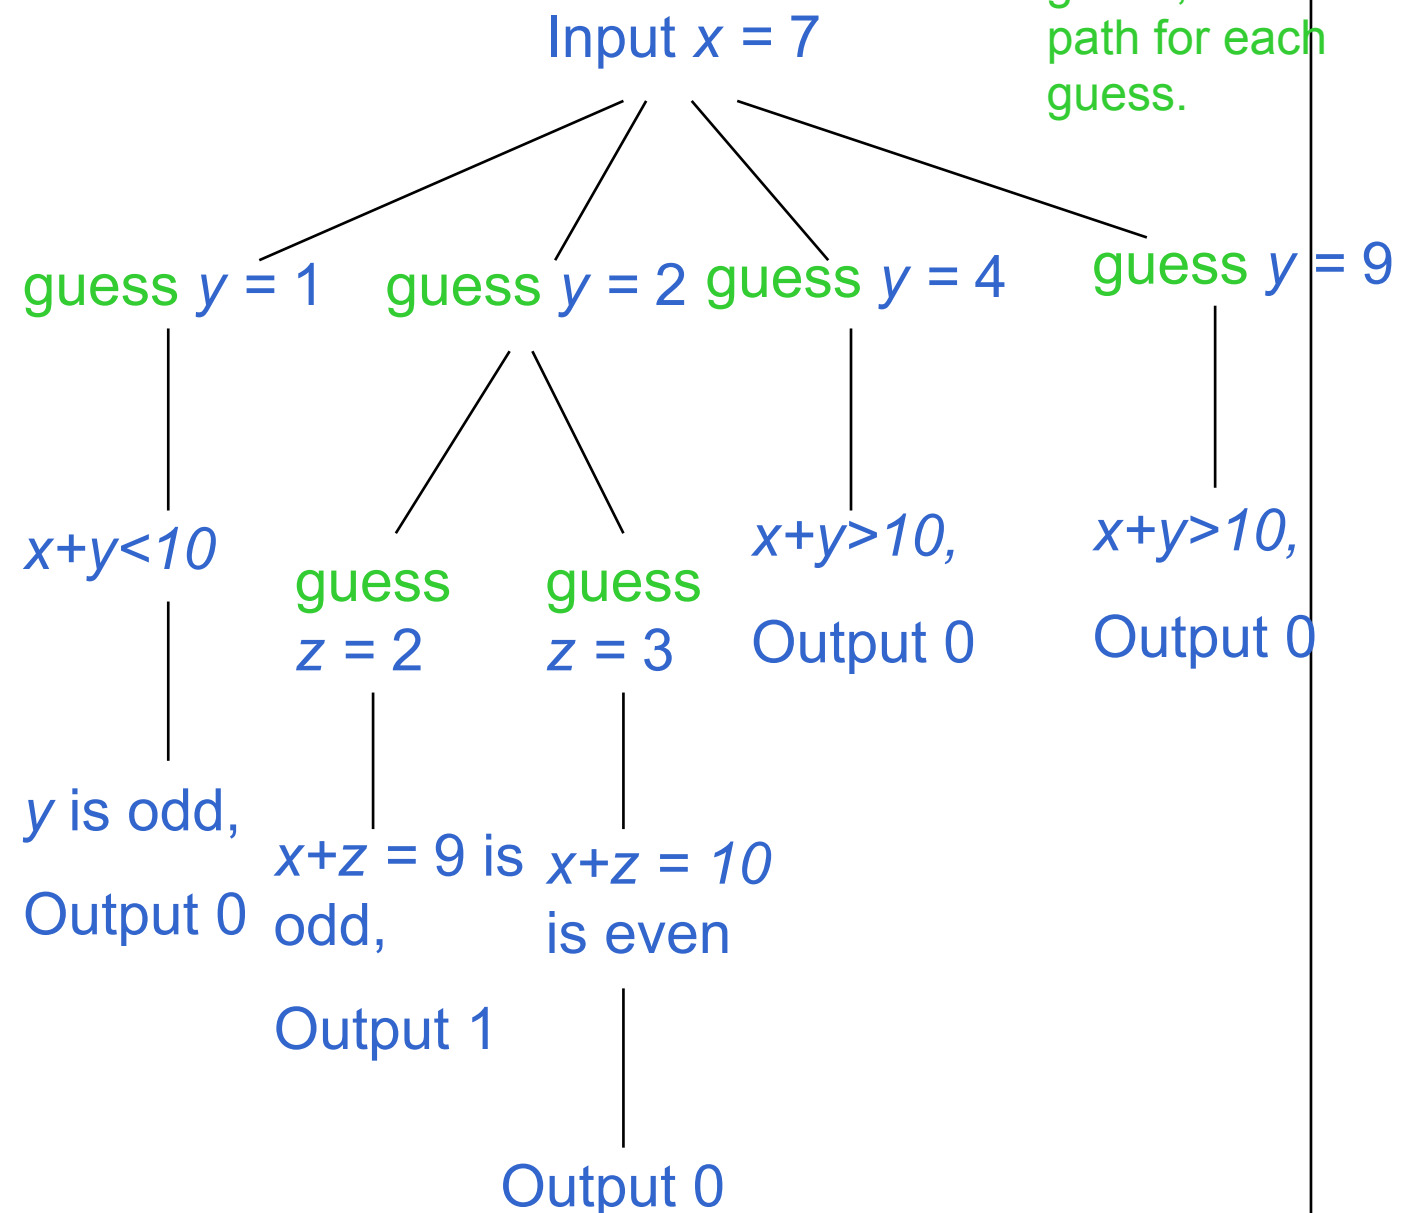 Input x = 7
path for each
guess.
guess y = 1
guess y = 2
guess y = 4
guess y = 9
x+y<10
guess
z = 2
guess
z = 3
x+y>10,
Output 0
x+y>10,
Output 0
y is odd,
Output 0
x+z = 9 is
odd,
Output 1
x+z = 10
is even
Output 0